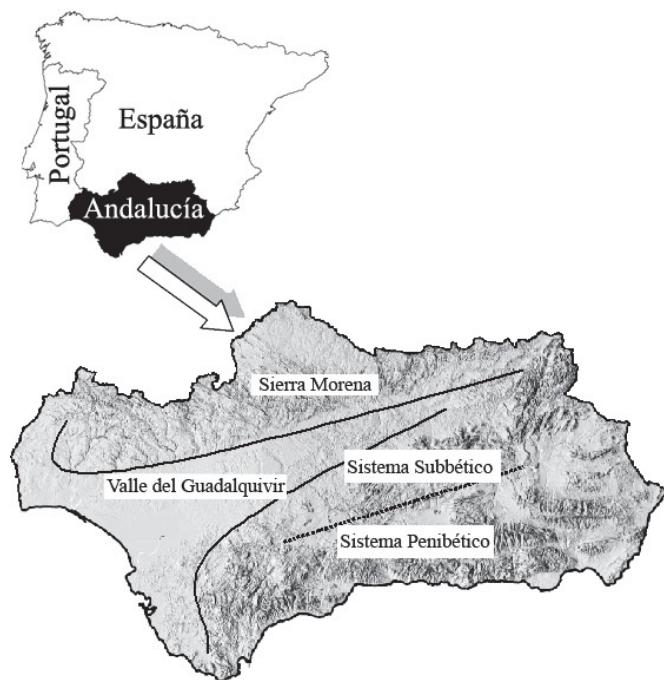 Portugal
España
Andalucía
Sierra Morena
Valle del Guadalquivir
Sistema Subbético
Sistema Penibético